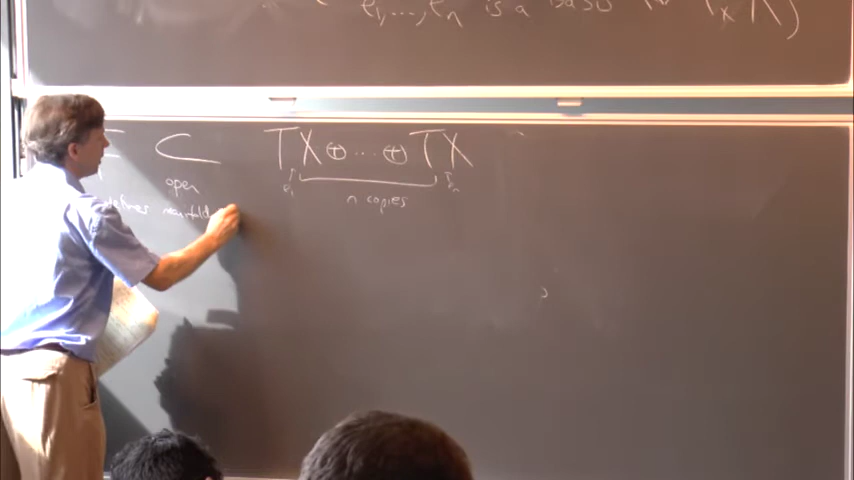 e₁,...,eₙ is a basis for TₓX)
⊂ TX ⊕ ... ⊕ TX
open e₁ n copies eₙ
defines manifold